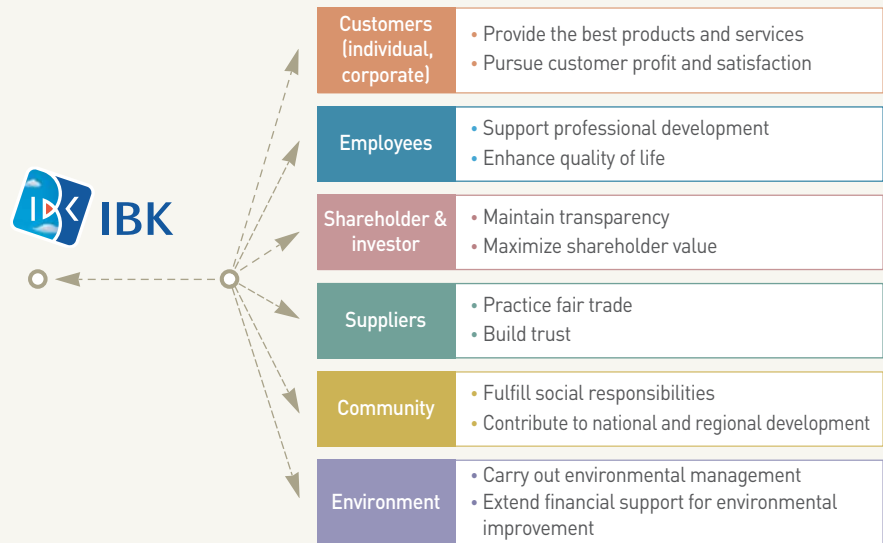 IBK IBK
Customers
(individual,
corporate)
• Provide the best products and services
• Pursue customer profit and satisfaction
Employees
• Support professional development
• Enhance quality of life
Shareholder &
investor
• Maintain transparency
• Maximize shareholder value
Suppliers
• Practice fair trade
• Build trust
Community
• Fulfill social responsibilities
• Contribute to national and regional development
Environment
• Carry out environmental management
• Extend financial support for environmental
improvement